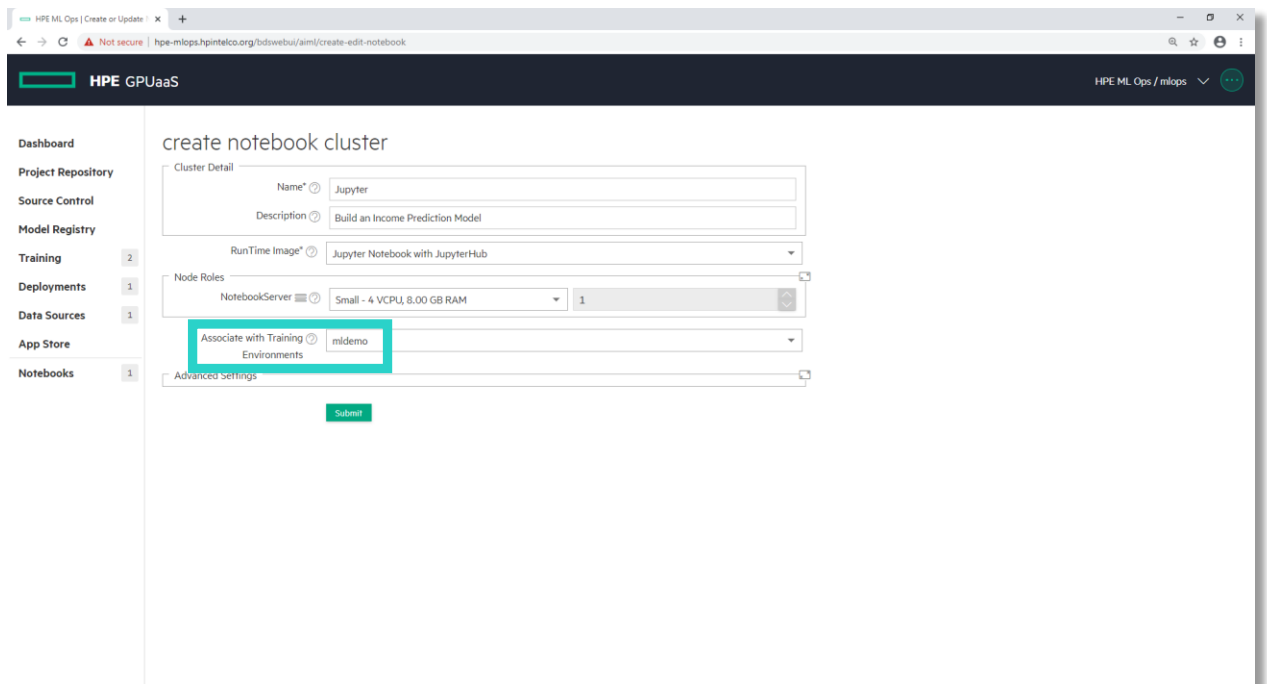 HPE ML Ops | Create or Update
Not secure | hpe-mlops.hpintelco.org/bdswebui/aiml/create-edit-notebook
HPE GPUaaS
HPE ML Ops / mlops
Dashboard
Project Repository
Source Control
Model Registry
Training 2
Deployments 1
Data Sources 1
App Store
Notebooks 1
create notebook cluster
Cluster Detail
Name* Jupyter
Description Build an Income Prediction Model
RunTime Image* Jupyter Notebook with JupyterHub
Node Roles
NotebookServer Small - 4 VCPU, 8.00 GB RAM 1
Associate with Training mldemo
Environments
Advanced Settings
Submit